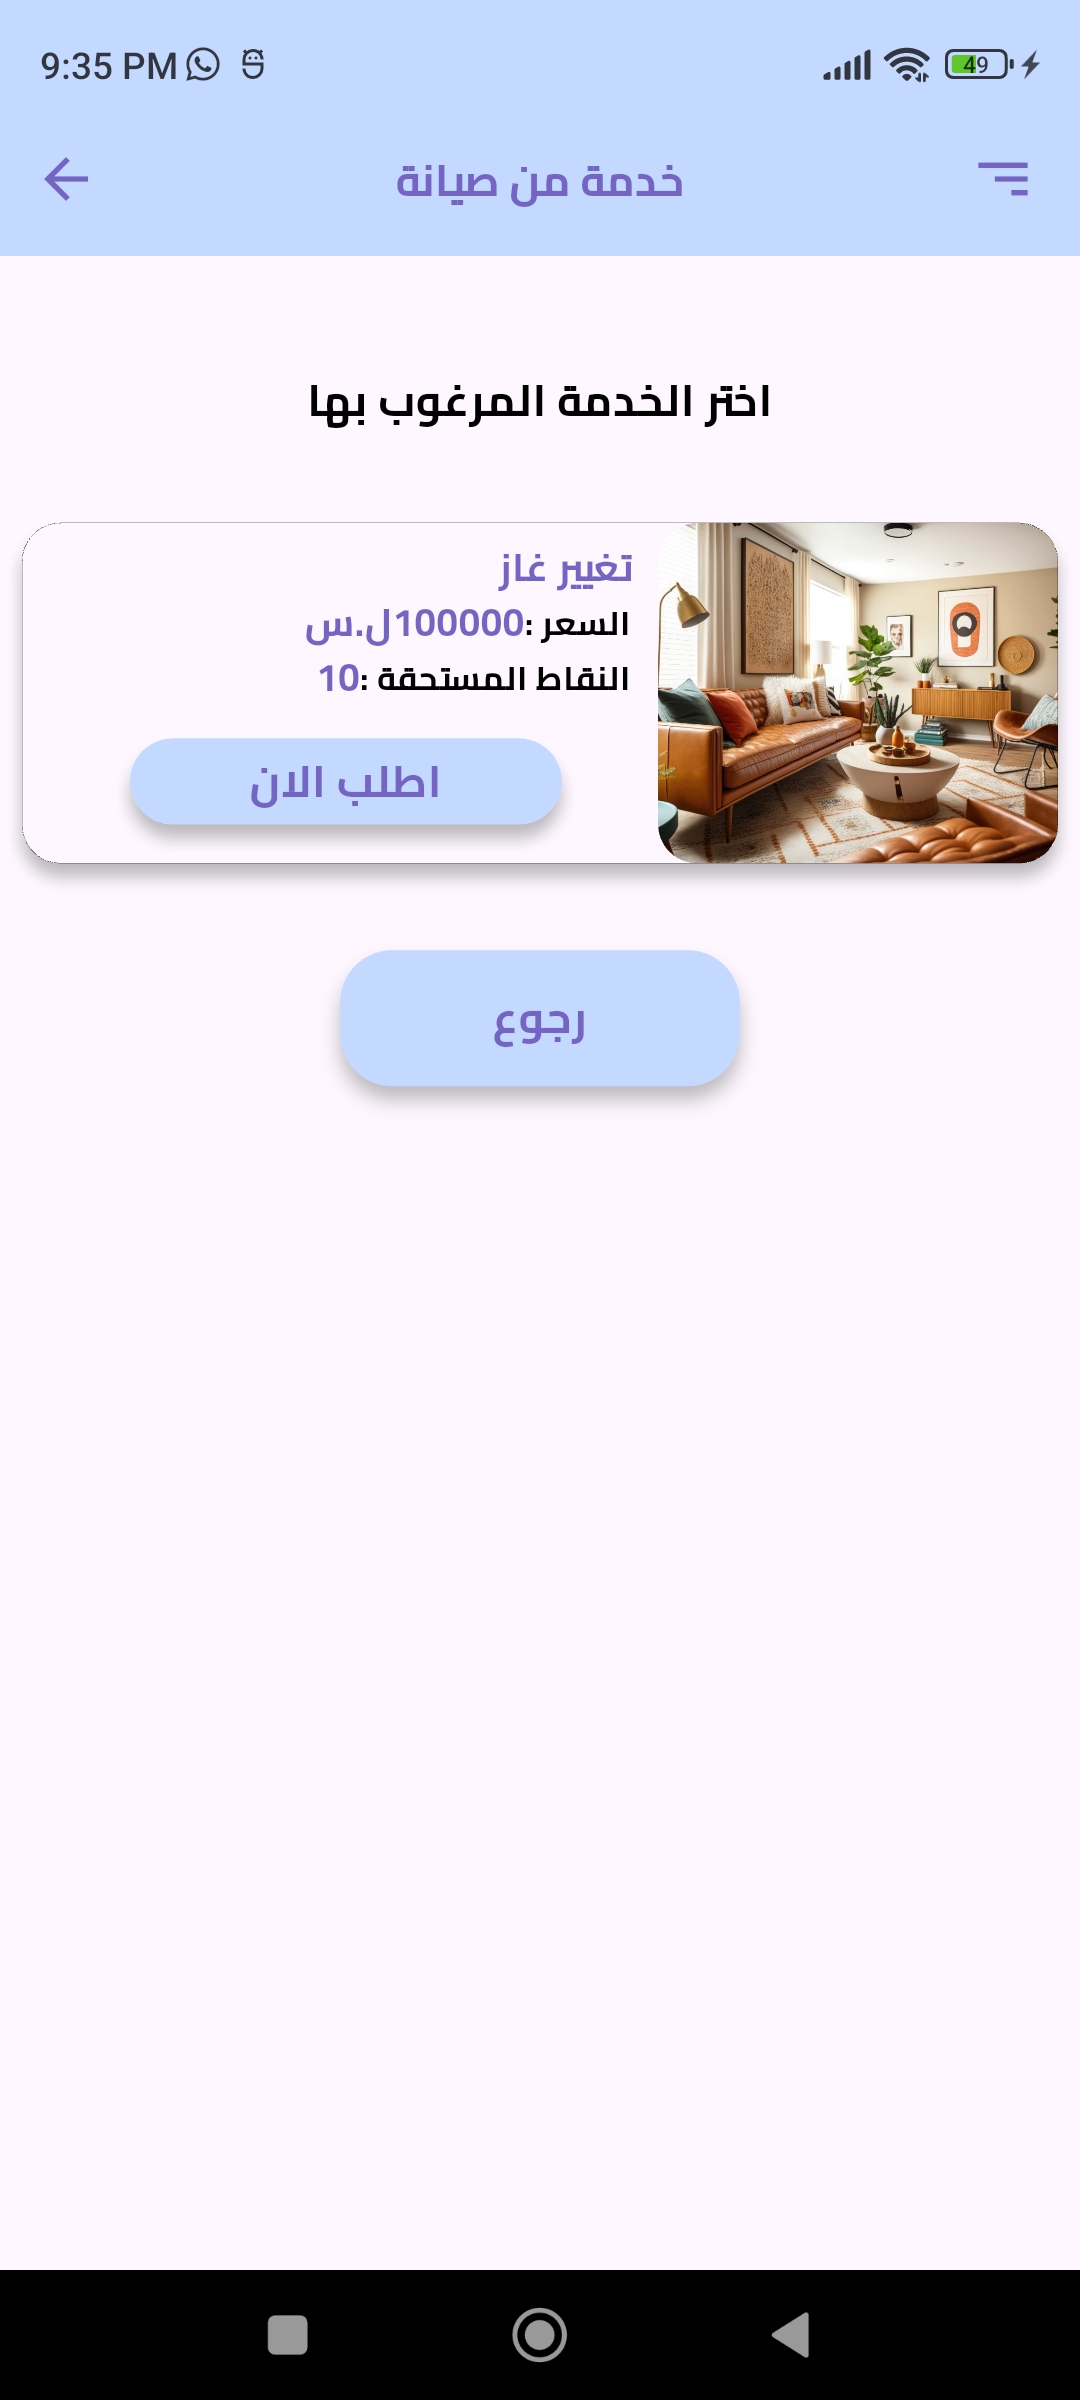 9:35 PM
49
خدمة من صيانة
اختر الخدمة المرغوب بها
تغيير غاز
السعر :100000ل.س
النقاط المستحقة :10
اطلب الان
رجوع